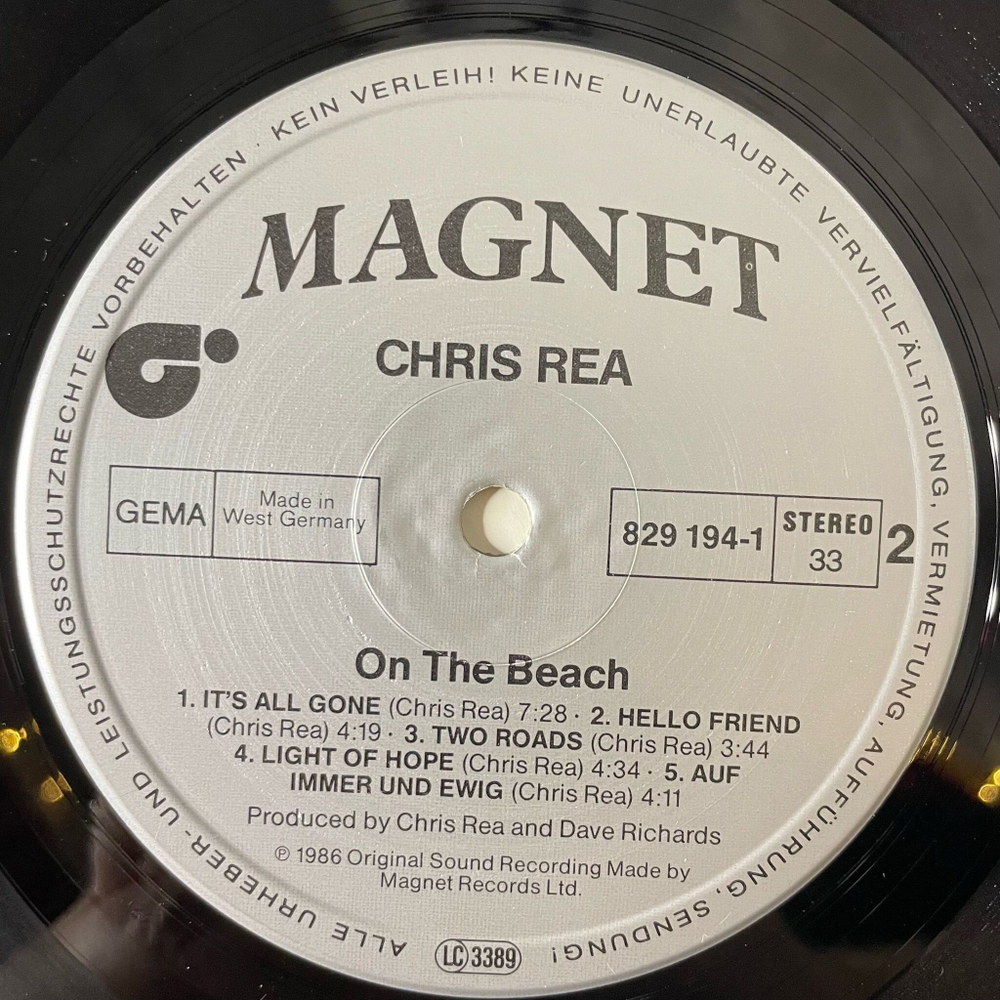 ALLE URHEBER- UND LEISTUNGSSCHUTZRECHTE VORBEHALTEN · KEIN VERLEIH! KEINE UNERLAUBTE VERVIELFÄLTIGUNG, VERMIETUNG, AUFFÜHRUNG, SENDUNG!
MAGNET
CHRIS REA
GEMA
Made in
West Germany
829 194-1
STEREO
33
2
On The Beach
1. IT'S ALL GONE (Chris Rea) 7:28 · 2. HELLO FRIEND
(Chris Rea) 4:19 · 3. TWO ROADS (Chris Rea) 3:44
4. LIGHT OF HOPE (Chris Rea) 4:34 · 5. AUF
IMMER UND EWIG (Chris Rea) 4:11
Produced by Chris Rea and Dave Richards
℗ 1986 Original Sound Recording Made by
Magnet Records Ltd.
LC 3389